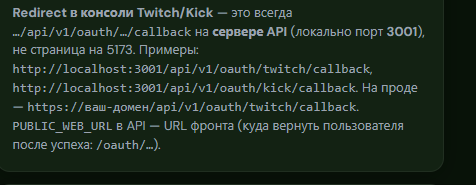 Redirect в консоли Twitch/Kick — это всегда
…/api/v1/oauth/…/callback на сервере API (локально порт 3001),
не страница на 5173. Примеры:
http://localhost:3001/api/v1/oauth/twitch/callback,
http://localhost:3001/api/v1/oauth/kick/callback. На проде
— https://ваш-домен/api/v1/oauth/twitch/callback.
PUBLIC_WEB_URL в API — URL фронта (куда вернуть пользователя
после успеха: /oauth/…).